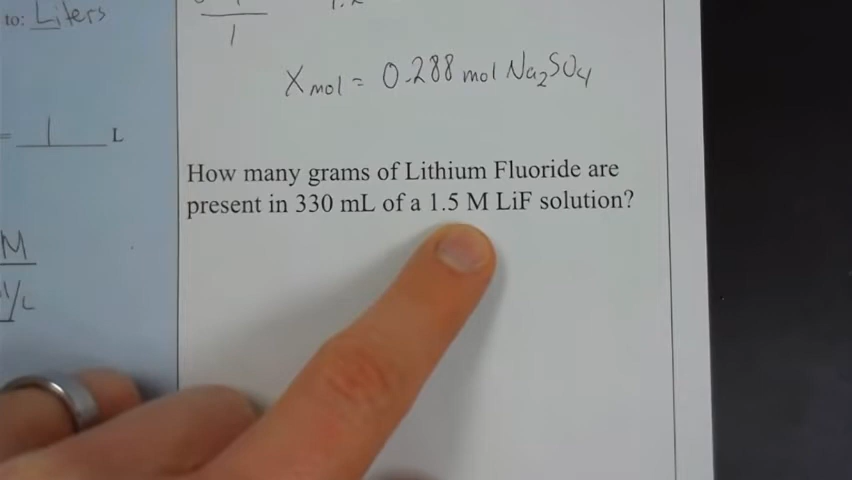 to: Liters
1
X mol = 0.288 mol Na₂SO₄
= 1 L
How many grams of Lithium Fluoride are
present in 330 mL of a 1.5 M LiF solution?
M